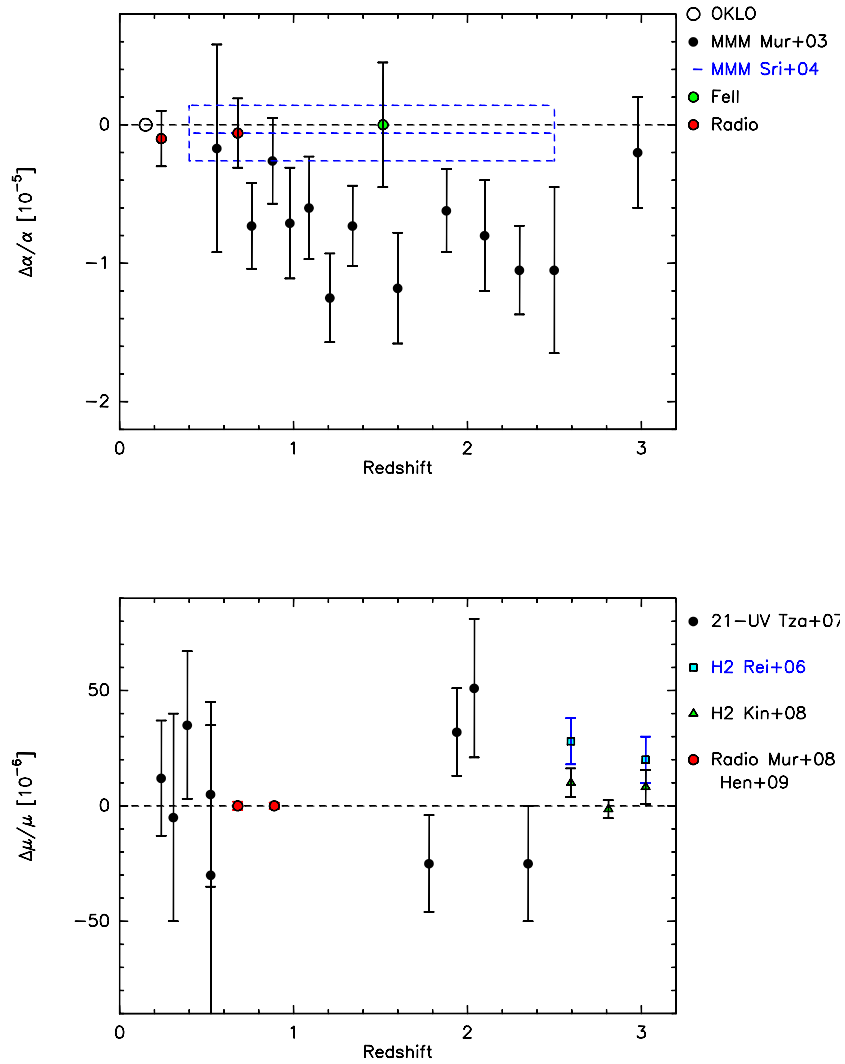 OKLO
MMM Mur+03
MMM Sri+04
FeII
Radio
0
-1
-2
Δα/α [10⁻⁵]
0 1 2 3
Redshift
21-UV Tza+07
H2 Rei+06
H2 Kin+08
Radio Mur+08
Hen+09
50
0
-50
Δμ/μ [10⁻⁶]
0 1 2 3
Redshift